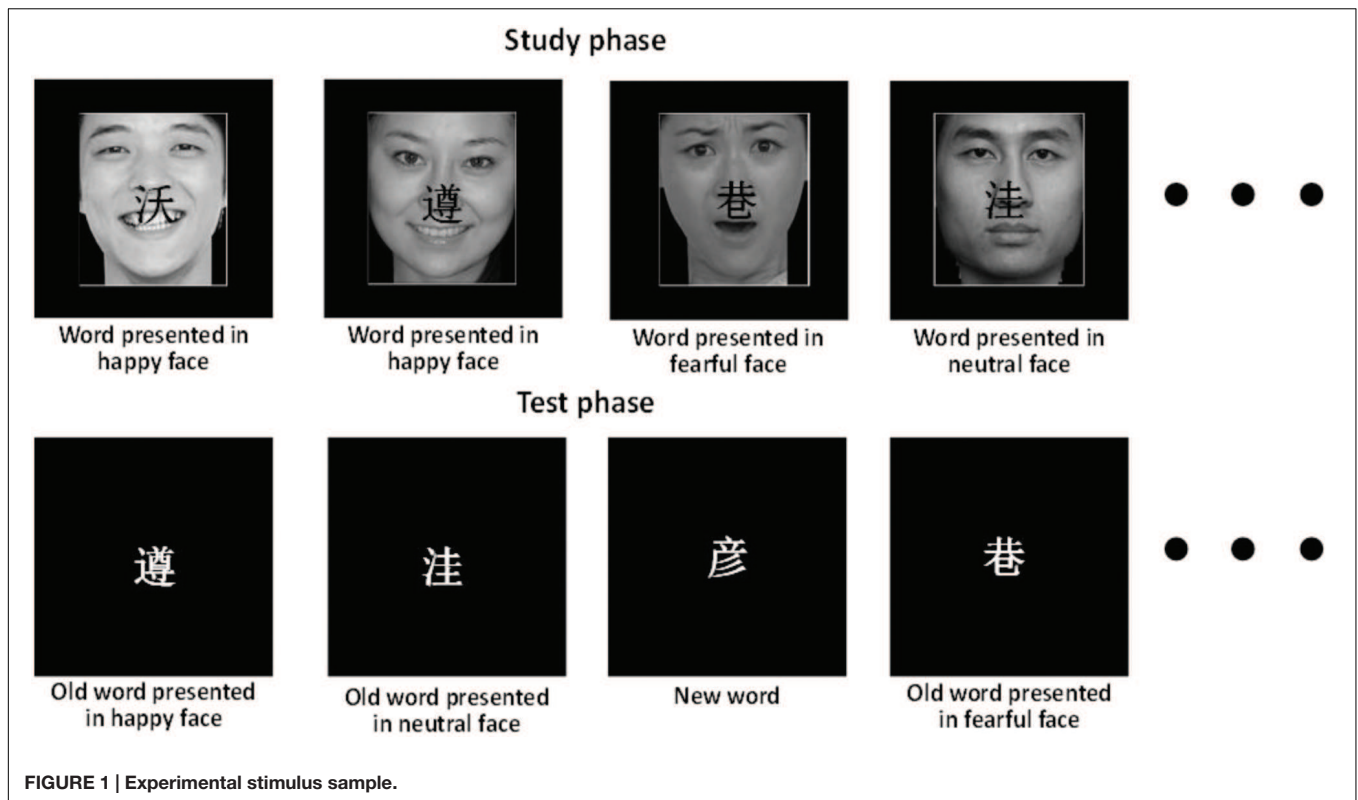 Study phase
沃
遵
巷
洼
Word presented in
happy face
Word presented in
happy face
Word presented in
fearful face
Word presented in
neutral face
Test phase
遵
洼
彦
巷
Old word presented
in happy face
Old word presented
in neutral face
New word
Old word presented
in fearful face
FIGURE 1 | Experimental stimulus sample.